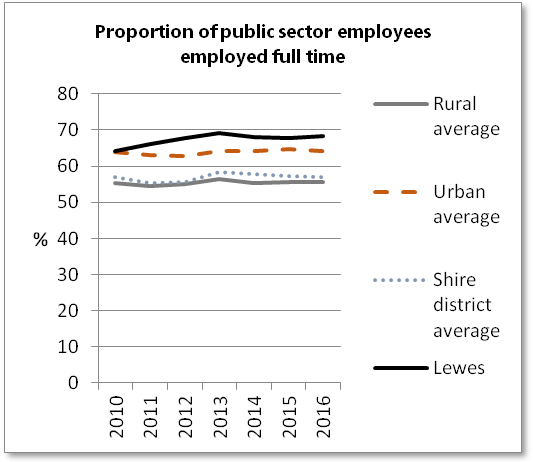 Proportion of public sector employees
employed full time
80
70
60
50
40
30
20
10
0
%
2010
2011
2012
2013
2014
2015
2016
Rural
average
Urban
average
Shire
district
average
Lewes